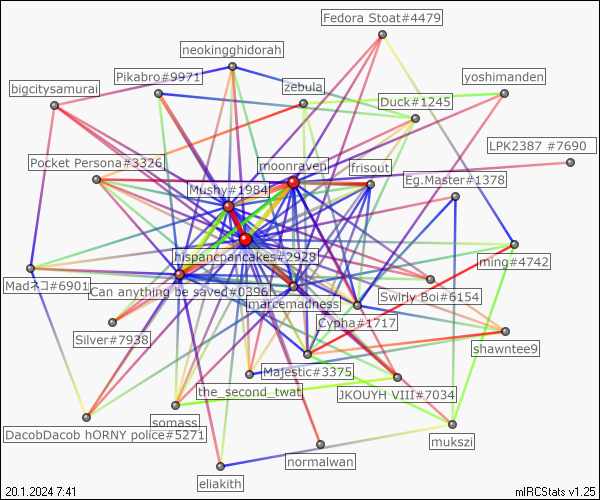 Fedora Stoat#4479
neokingghidorah
Pikabro#9971
bigcitysamurai
zebula
yoshimanden
Duck#1245
LPK2387 #7690
Pocket Persona#3326
moonraven
frisout
Mushy#1984
Eg.Master#1378
hispanicpancakes#2928
ming#4742
Madネコ#6901
Can anything be saved#0396
Swirly Boi#6154
marcemadness
Cypha#1717
Silver#7938
shawntee9
Majestic#3375
the_second_twat
JKOUYH VIII#7034
somass
DacobDacob hORNY police#5271
mukszi
normalwan
eliakith
20.1.2024 7:41
mIRCStats v1.25